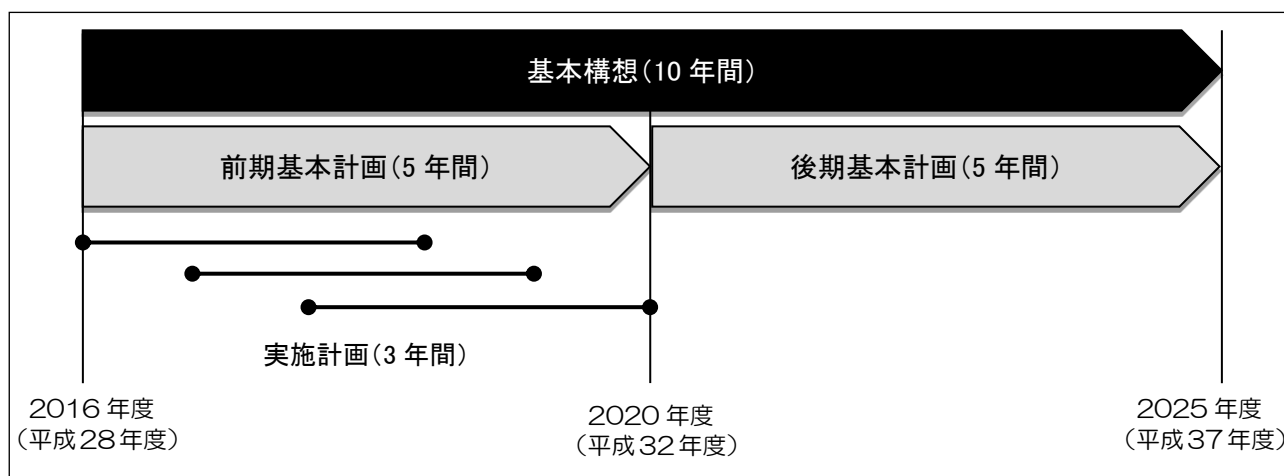 基本構想(10 年間)
前期基本計画(5 年間)
後期基本計画(5 年間)
実施計画(3 年間)
2016 年度
(平成28年度)
2020 年度
(平成32年度)
2025 年度
(平成37年度)